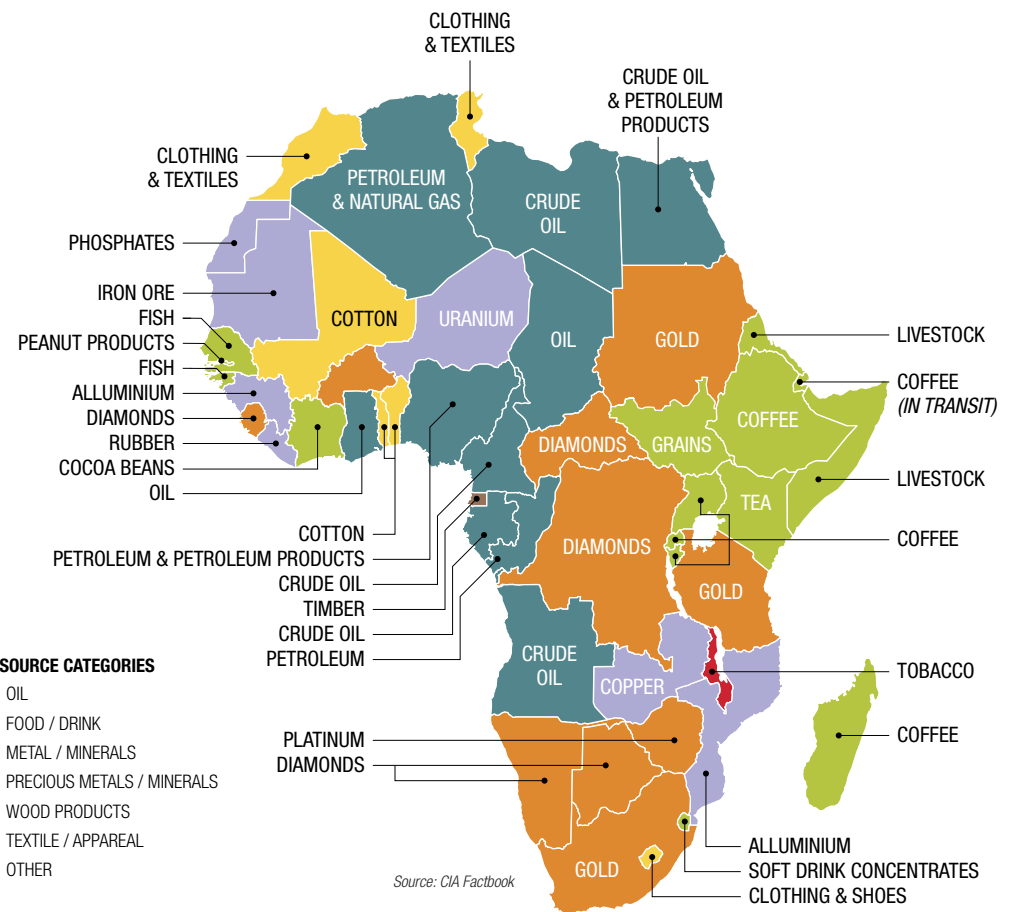 CLOTHING
& TEXTILES
CRUDE OIL
& PETROLEUM
PRODUCTS
CLOTHING
& TEXTILES
PETROLEUM
& NATURAL GAS
CRUDE
OIL
PHOSPHATES
IRON ORE
FISH
PEANUT PRODUCTS
FISH
ALLUMINIUM
DIAMONDS
RUBBER
COCOA BEANS
OIL
COTTON
URANIUM
OIL
GOLD
LIVESTOCK
COFFEE
(IN TRANSIT)
COFFEE
DIAMONDS
GRAINS
LIVESTOCK
TEA
COTTON
PETROLEUM & PETROLEUM PRODUCTS
CRUDE OIL
TIMBER
CRUDE OIL
PETROLEUM
DIAMONDS
COFFEE
GOLD
CRUDE
OIL
COPPER
TOBACCO
COFFEE
PLATINUM
DIAMONDS
GOLD
ALLUMINIUM
SOFT DRINK CONCENTRATES
CLOTHING & SHOES
SOURCE CATEGORIES
OIL
FOOD / DRINK
METAL / MINERALS
PRECIOUS METALS / MINERALS
WOOD PRODUCTS
TEXTILE / APPAREAL
OTHER
Source: CIA Factbook